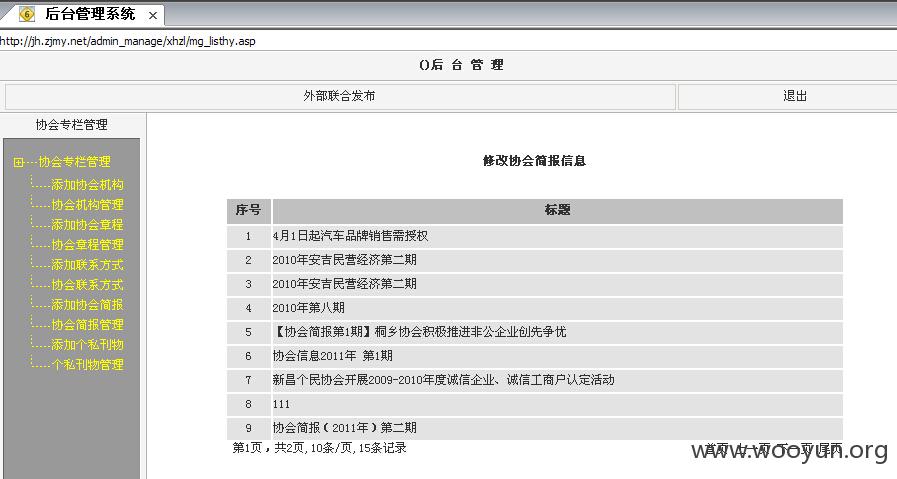 6 后台管理系统 ×
http://jh.zjmy.net/admin_manage/xhzl/mg_listhy.asp
()后 台 管 理
外部联合发布 退出
协会专栏管理
协会专栏管理
添加协会机构
协会机构管理
添加协会章程
协会章程管理
添加联系方式
协会联系方式
添加协会简报
协会简报管理
添加个私刊物
个私刊物管理
修改协会简报信息
序号 标题
1 4月1日起汽车品牌销售需授权
2 2010年安吉民营经济第二期
3 2010年安吉民营经济第二期
4 2010年第八期
5 【协会简报第1期】桐乡协会积极推进非公企业创先争忧
6 协会信息2011年 第1期
7 新昌个民协会开展2009-2010年度诚信企业、诚信工商户认定活动
8 111
9 协会简报（2011年）第二期
第1页，共2页,10条/页,15条记录 首页 上一页 下一页 尾页
www.wooyun.org